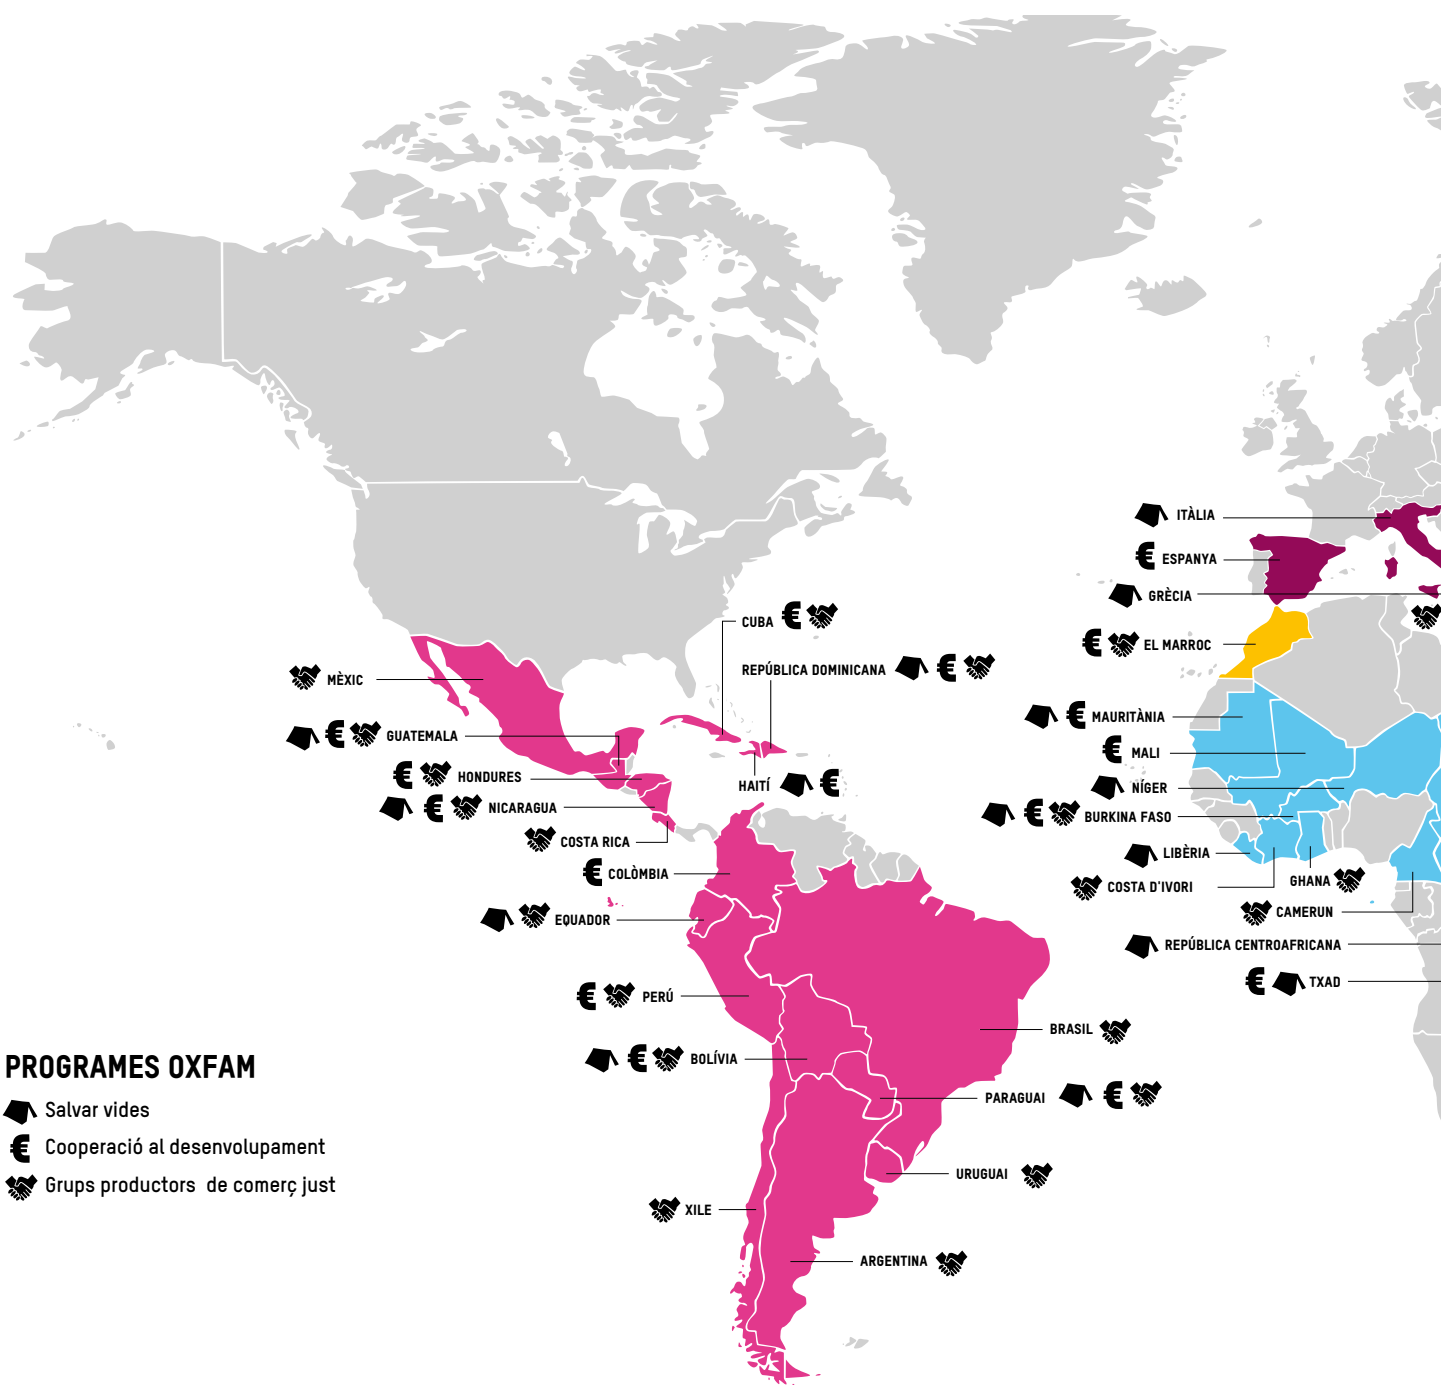 ITÀLIA
ESPANYA
GRÈCIA
CUBA €
EL MARROC
REPÚBLICA DOMINICANA €
MÈXIC
MAURITÀNIA
GUATEMALA
MALI
HONDURES
HAITÍ €
NÍGER
NICARAGUA
BURKINA FASO
COSTA RICA
LIBÈRIA
COLÒMBIA
GHANA
COSTA D'IVORI
EQUADOR
CAMERUN
REPÚBLICA CENTROAFRICANA
TXAD
PERÚ
BRASIL
BOLÍVIA
PARAGUAI €
URUGUAI
XILE
ARGENTINA
PROGRAMES OXFAM
Salvar vides
€ Cooperació al desenvolupament
Grups productors de comerç just